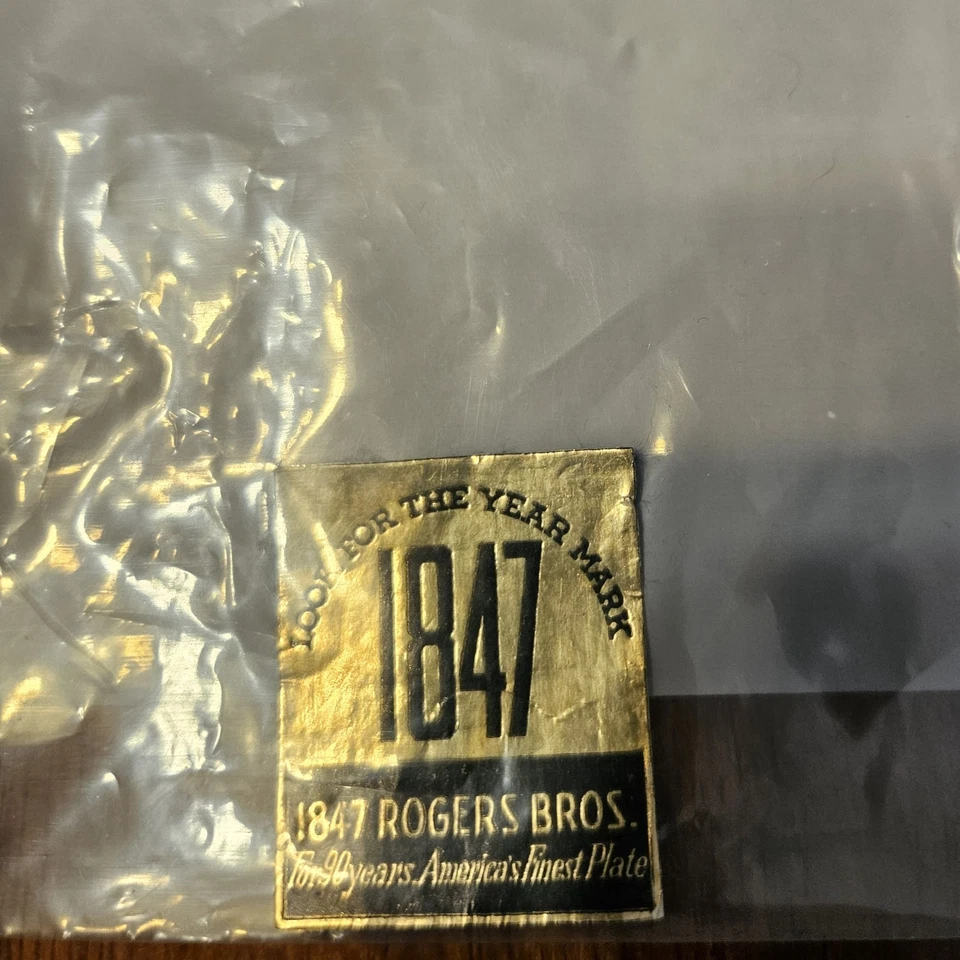 LOOK FOR THE YEAR MARK
1847
1847 ROGERS BROS.
For 90 years America's Finest Plate